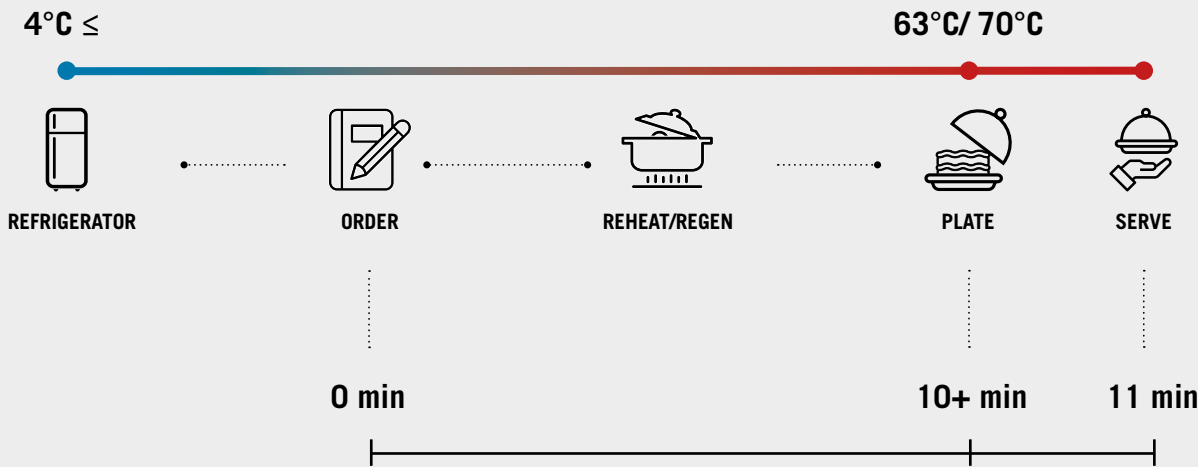 4°C ≤
63°C/ 70°C
REFRIGERATOR
ORDER
REHEAT/REGEN
PLATE
SERVE
0 min
10+ min
11 min